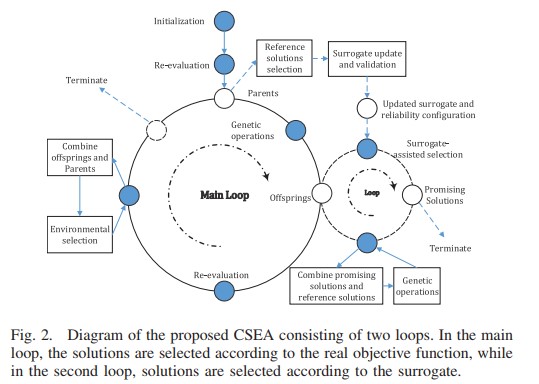 Initialization
Re-evaluation
Reference
solutions
selection
Surrogate update
and validation
Terminate
Parents
Updated surrogate and
reliability configuration
Genetic
operations
Combine
offsprings and
Parents
Surrogate-
assisted selection
Main Loop
Offsprings
Loop
Promising
Solutions
Environmental
selection
Terminate
Re-evaluation
Combine promising
solutions and
reference solutions
Genetic
operations
Fig. 2. Diagram of the proposed CSEA consisting of two loops. In the main
loop, the solutions are selected according to the real objective function, while
in the second loop, solutions are selected according to the surrogate.